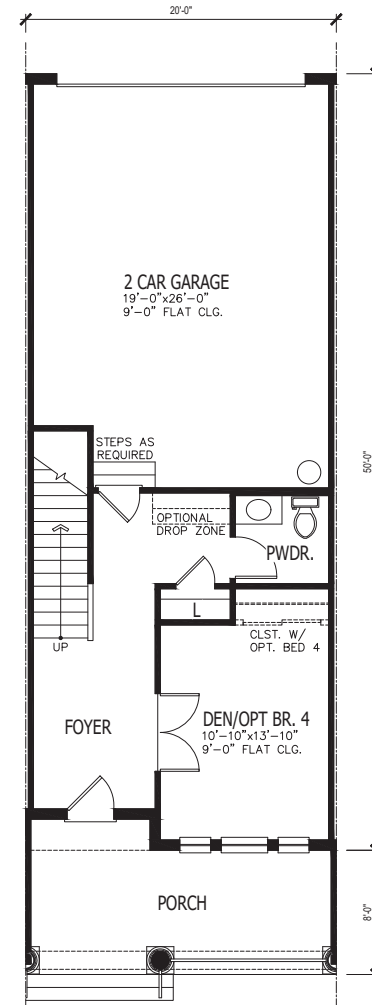 20'-0"
2 CAR GARAGE
19'-0"x26'-0"
9'-0" FLAT CLG.
STEPS AS
REQUIRED
50'-0"
OPTIONAL
DROP ZONE
PWDR.
L
CLST. W/
OPT. BED 4
UP
FOYER
DEN/OPT BR. 4
10'-10"x13'-10"
9'-0" FLAT CLG.
PORCH
8'-0"